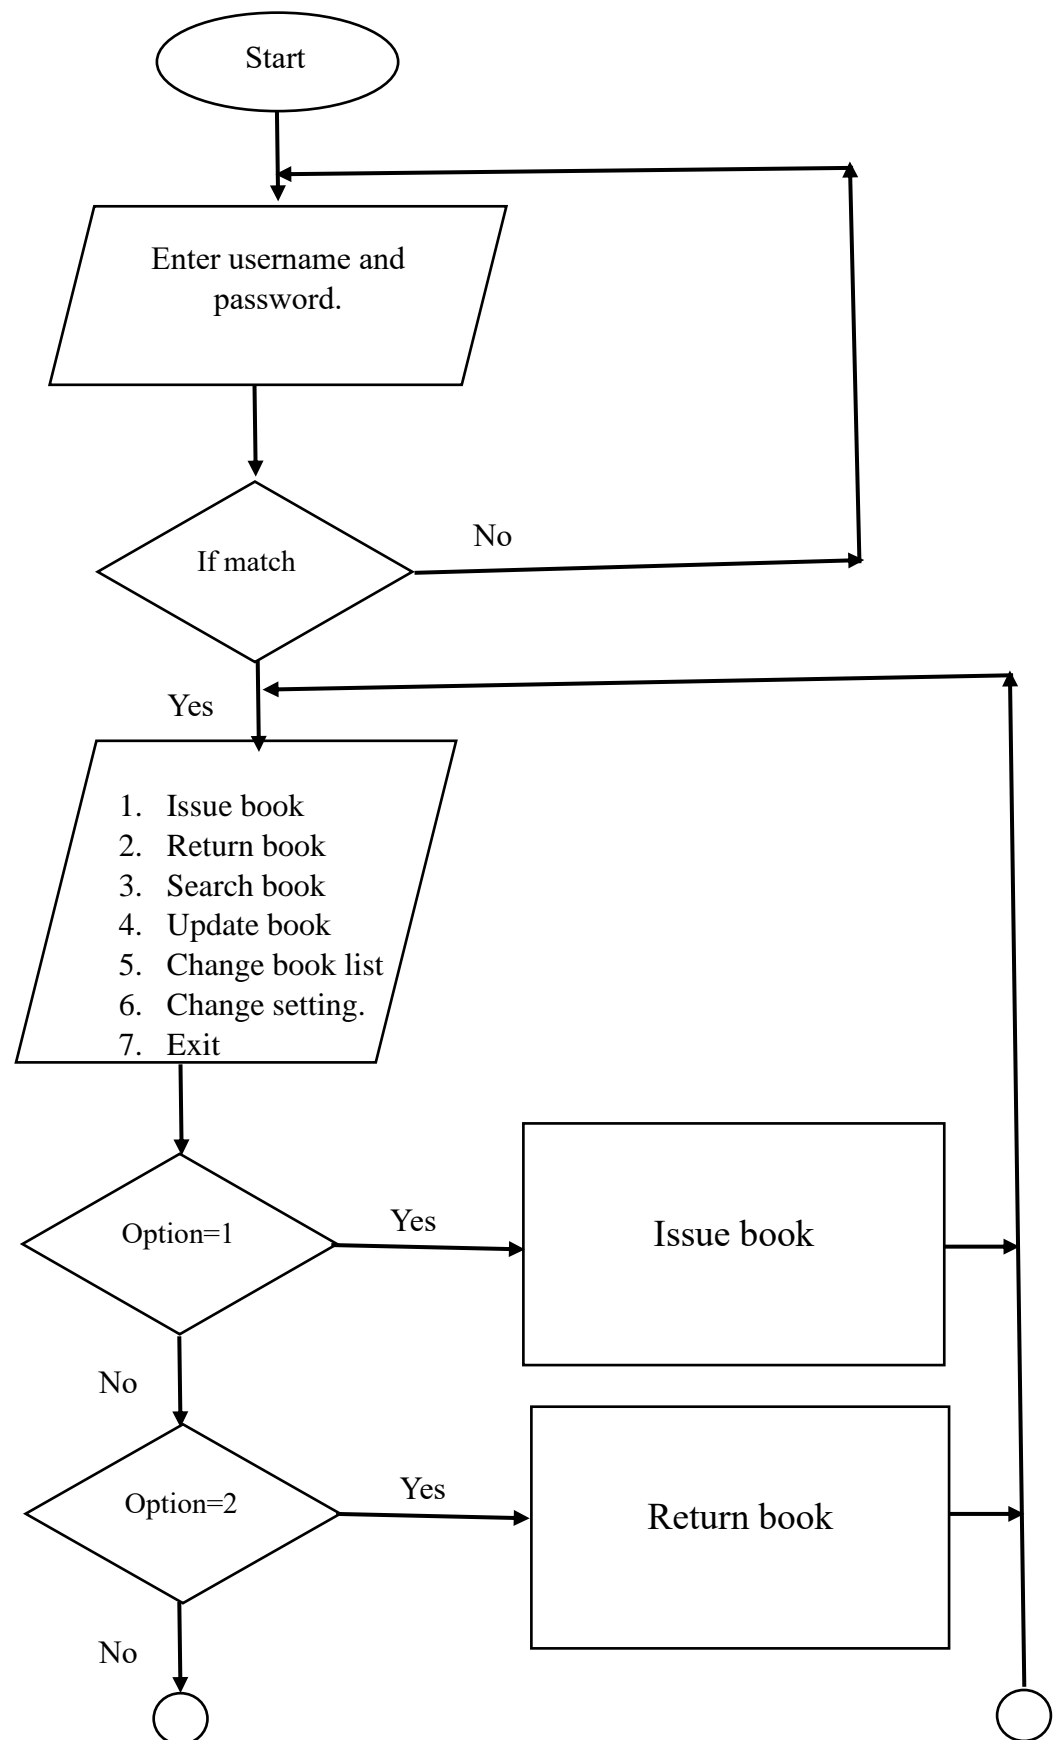 Start
Enter username and
password.
If match
No
Yes
1. Issue book
2. Return book
3. Search book
4. Update book
5. Change book list
6. Change setting.
7. Exit
Option=1
Yes
Issue book
No
Option=2
Yes
Return book
No